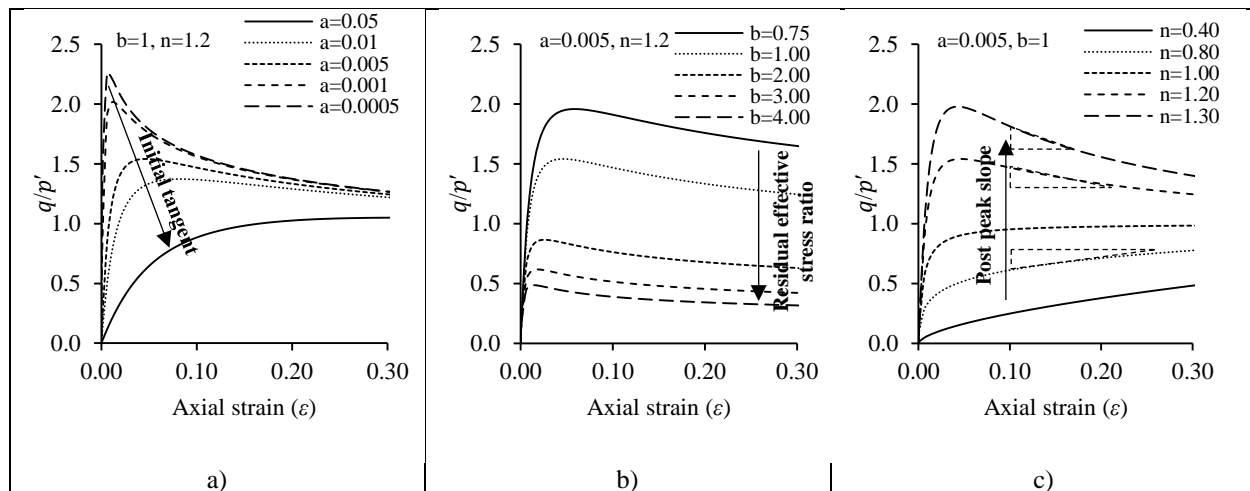 b=1, n=1.2
a=0.05
a=0.01
a=0.005
a=0.001
a=0.0005
2.5
2.0
1.5
1.0
0.5
0.0
q/p'
Initial tangent
0.00 0.10 0.20 0.30
Axial strain (ε)
a)
a=0.005, n=1.2
b=0.75
b=1.00
b=2.00
b=3.00
b=4.00
2.5
2.0
1.5
1.0
0.5
0.0
q/p'
Residual effective
stress ratio
0.00 0.10 0.20 0.30
Axial strain (ε)
b)
a=0.005, b=1
n=0.40
n=0.80
n=1.00
n=1.20
n=1.30
2.5
2.0
1.5
1.0
0.5
0.0
q/p'
Post peak slope
0.00 0.10 0.20 0.30
Axial strain (ε)
c)